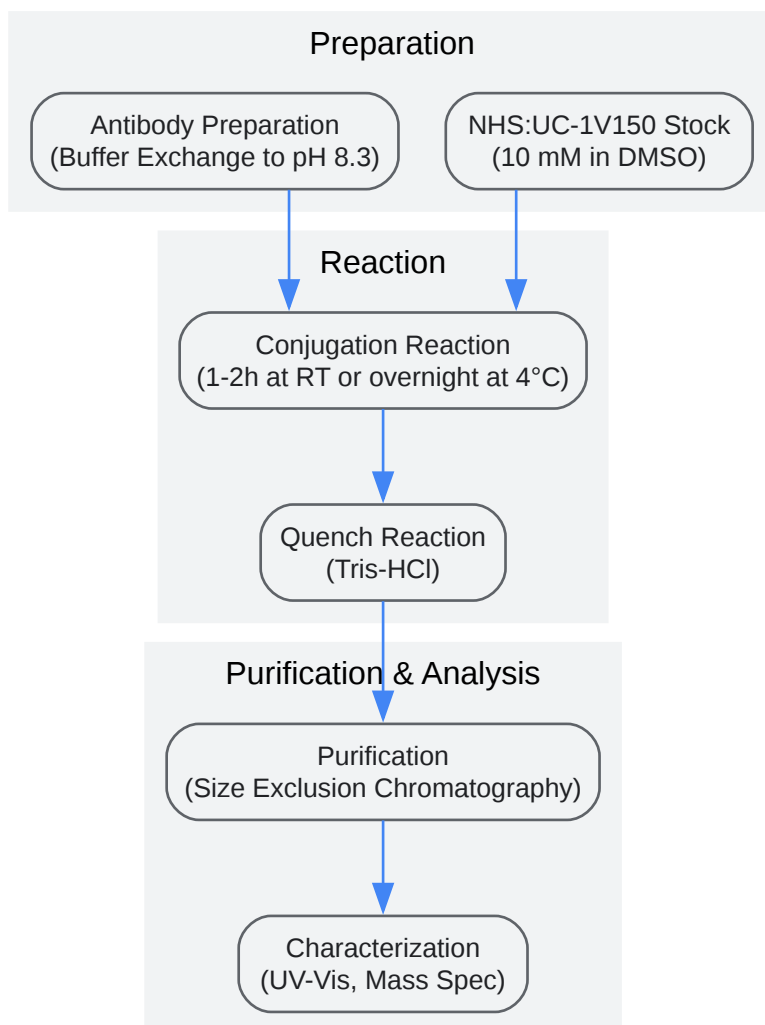 Preparation
Antibody Preparation
(Buffer Exchange to pH 8.3)
NHS:UC-1V150 Stock
(10 mM in DMSO)
Reaction
Conjugation Reaction
(1-2h at RT or overnight at 4°C)
Quench Reaction
(Tris-HCl)
Purification & Analysis
Purification
(Size Exclusion Chromatography)
Characterization
(UV-Vis, Mass Spec)